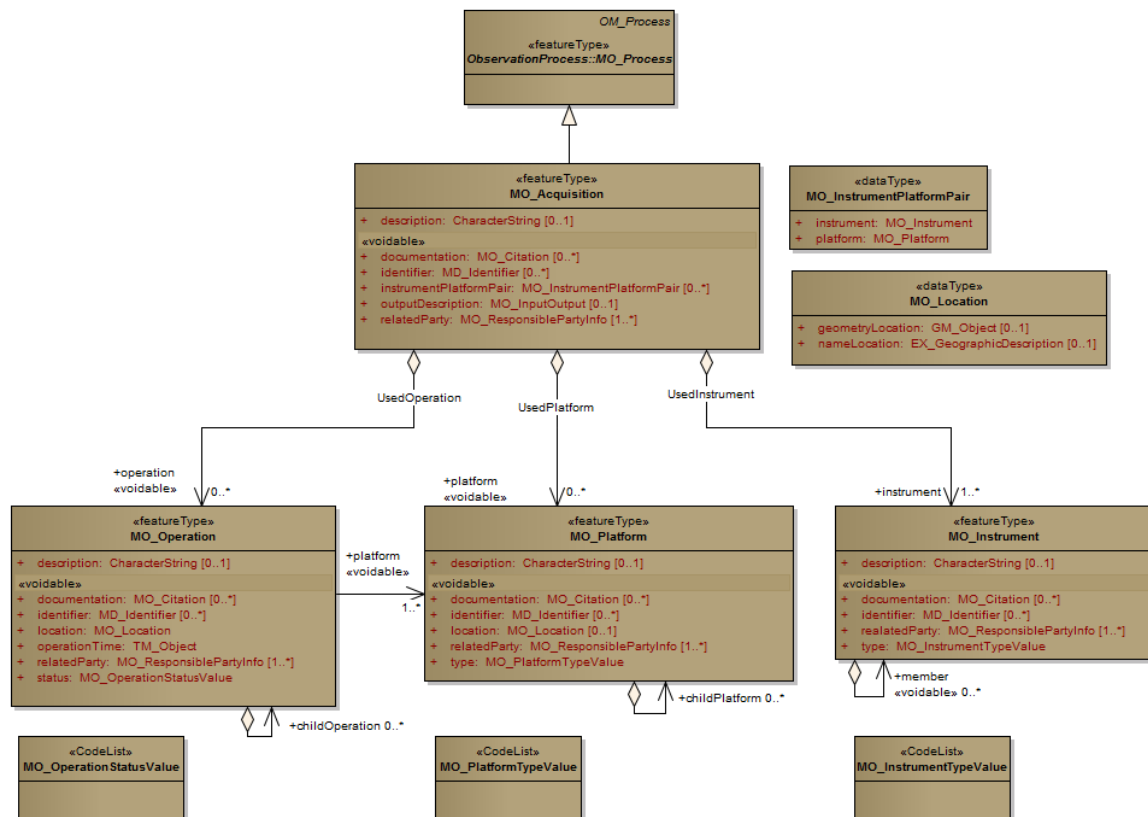 OM_Process
«featureType»
ObservationProcess::MO_Process
«featureType»
MO_Acquisition
+ description: CharacterString [0..1]
«voidable»
+ documentation: MO_Citation [0..*]
+ identifier: MD_Identifier [0..*]
+ instrumentPlatformPair: MO_InstrumentPlatformPair [0..*]
+ outputDescription: MO_InputOutput [0..1]
+ relatedParty: MO_ResponsiblePartyInfo [1..*]
«dataType»
MO_InstrumentPlatformPair
+ instrument: MO_Instrument
+ platform: MO_Platform
«dataType»
MO_Location
+ geometryLocation: GM_Object [0..1]
+ nameLocation: EX_GeographicDescription [0..1]
UsedOperation
UsedPlatform
UsedInstrument
+operation
«voidable»
0..*
+platform
«voidable»
0..*
+instrument
1..*
«featureType»
MO_Operation
+ description: CharacterString [0..1]
«voidable»
+ documentation: MO_Citation [0..*]
+ identifier: MD_Identifier [0..*]
+ location: MO_Location
+ operationTime: TM_Object
+ relatedParty: MO_ResponsiblePartyInfo [1..*]
+ status: MO_OperationStatusValue
+platform
«voidable»
1..*
«featureType»
MO_Platform
+ description: CharacterString [0..1]
«voidable»
+ documentation: MO_Citation [0..*]
+ identifier: MD_Identifier [0..*]
+ location: MO_Location [0..1]
+ relatedParty: MO_ResponsiblePartyInfo [1..*]
+ type: MO_PlatformTypeValue
«featureType»
MO_Instrument
+ description: CharacterString [0..1]
«voidable»
+ documentation: MO_Citation [0..*]
+ identifier: MD_Identifier [0..*]
+ realatedParty: MO_ResponsiblePartyInfo [1..*]
+ type: MO_InstrumentTypeValue
+childOperation 0..*
+childPlatform 0..*
+member
«voidable» 0..*
«CodeList»
MO_OperationStatusValue
«CodeList»
MO_PlatformTypeValue
«CodeList»
MO_InstrumentTypeValue